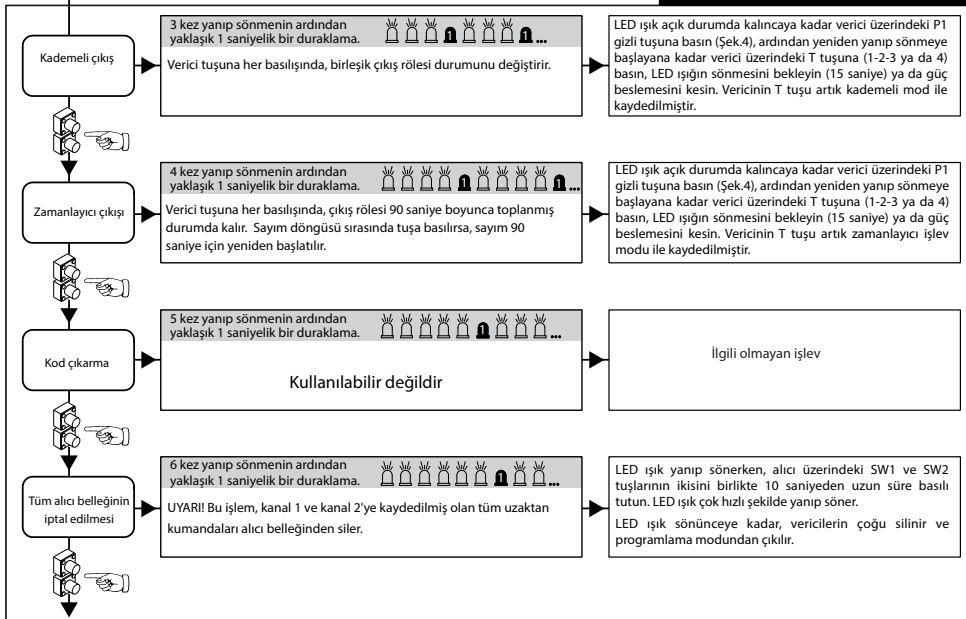 Kademeli çıkış
3 kez yanıp sönmenin ardından
yaklaşık 1 saniyelik bir duraklama.
1 1...
Verici tuşuna her basılışında, birleşik çıkış rölesi durumunu değiştirir.
LED ışık açık durumda kalıncaya kadar verici üzerindeki P1
gizli tuşuna basın (Şek.4), ardından yeniden yanıp sönmeye
başlayana kadar verici üzerindeki T tuşuna (1-2-3 ya da 4)
basın, LED ışığın sönmesini bekleyin (15 saniye) ya da güç
beslemesini kesin. Vericinin T tuşu artık kademeli mod ile
kaydedilmiştir.
Zamanlayıcı çıkışı
4 kez yanıp sönmenin ardından
yaklaşık 1 saniyelik bir duraklama.
1 1...
Verici tuşuna her basılışında, çıkış rölesi 90 saniye boyunca toplanmış
durumda kalır. Sayım döngüsü sırasında tuşa basılırsa, sayım 90
saniye için yeniden başlatılır.
LED ışık açık durumda kalıncaya kadar verici üzerindeki P1
gizli tuşuna basın (Şek.4), ardından yeniden yanıp sönmeye
başlayana kadar verici üzerindeki T tuşuna (1-2-3 ya da 4)
basın, LED ışığın sönmesini bekleyin (15 saniye) ya da güç
beslemesini kesin. Vericinin T tuşu artık zamanlayıcı işlev
modu ile kaydedilmiştir.
Kod çıkarma
5 kez yanıp sönmenin ardından
yaklaşık 1 saniyelik bir duraklama.
1 ...
Kullanılabilir değildir
İlgili olmayan işlev
Tüm alıcı belleğinin
iptal edilmesi
6 kez yanıp sönmenin ardından
yaklaşık 1 saniyelik bir duraklama.
1 ...
UYARI! Bu işlem, kanal 1 ve kanal 2'ye kaydedilmiş olan tüm uzaktan
kumandaları alıcı belleğinden siler.
LED ışık yanıp sönerken, alıcı üzerindeki SW1 ve SW2
tuşlarının ikisini birlikte 10 saniyeden uzun süre basılı
tutun. LED ışık çok hızlı şekilde yanıp söner.
LED ışık sönünceye kadar, vericilerin çoğu silinir ve
programlama modundan çıkılır.